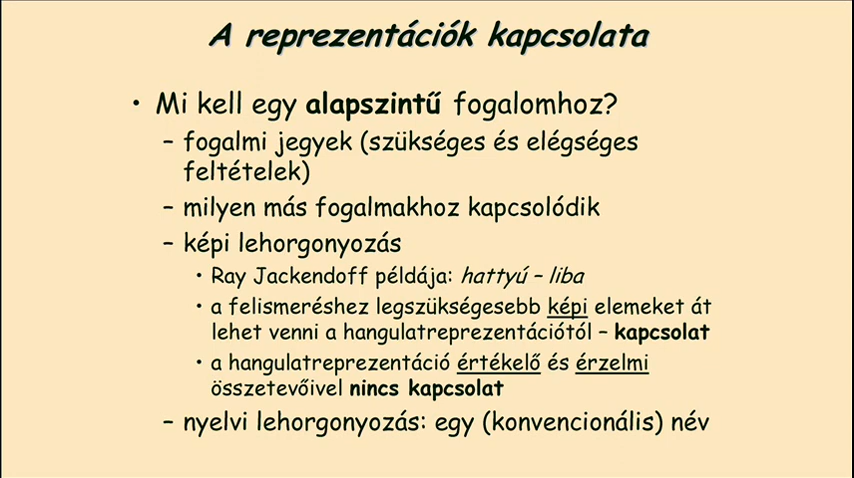 A reprezentációk kapcsolata
• Mi kell egy alapszintű fogalomhoz?
– fogalmi jegyek (szükséges és elégséges
feltételek)
– milyen más fogalmakhoz kapcsolódik
– képi lehorgonyozás
• Ray Jackendoff példája: hattyú – liba
• a felismeréshez legszükségesebb képi elemeket át
lehet venni a hangulatreprezentációtól – kapcsolat
• a hangulatreprezentáció értékelő és érzelmi
összetevőivel nincs kapcsolat
– nyelvi lehorgonyozás: egy (konvencionális) név